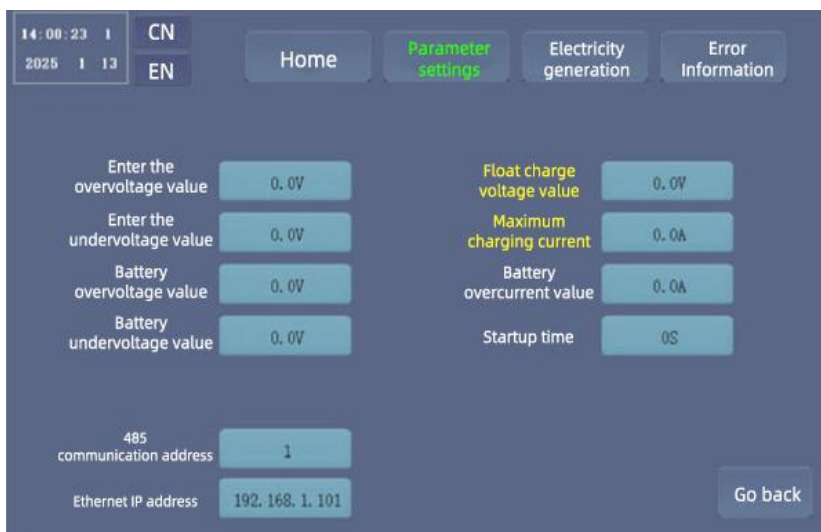 14:00:23 1
2025 1 13
CN
EN
Home
Parameter
settings
Electricity
generation
Error
Information
Enter the
overvoltage value
0.0V
Float charge
voltage value
0.0V
Enter the
undervoltage value
0.0V
Maximum
charging current
0.0A
Battery
overvoltage value
0.0V
Battery
overcurrent value
0.0A
Battery
undervoltage value
0.0V
Startup time
0S
485
communication address
1
Ethernet IP address
192.168.1.101
Go back